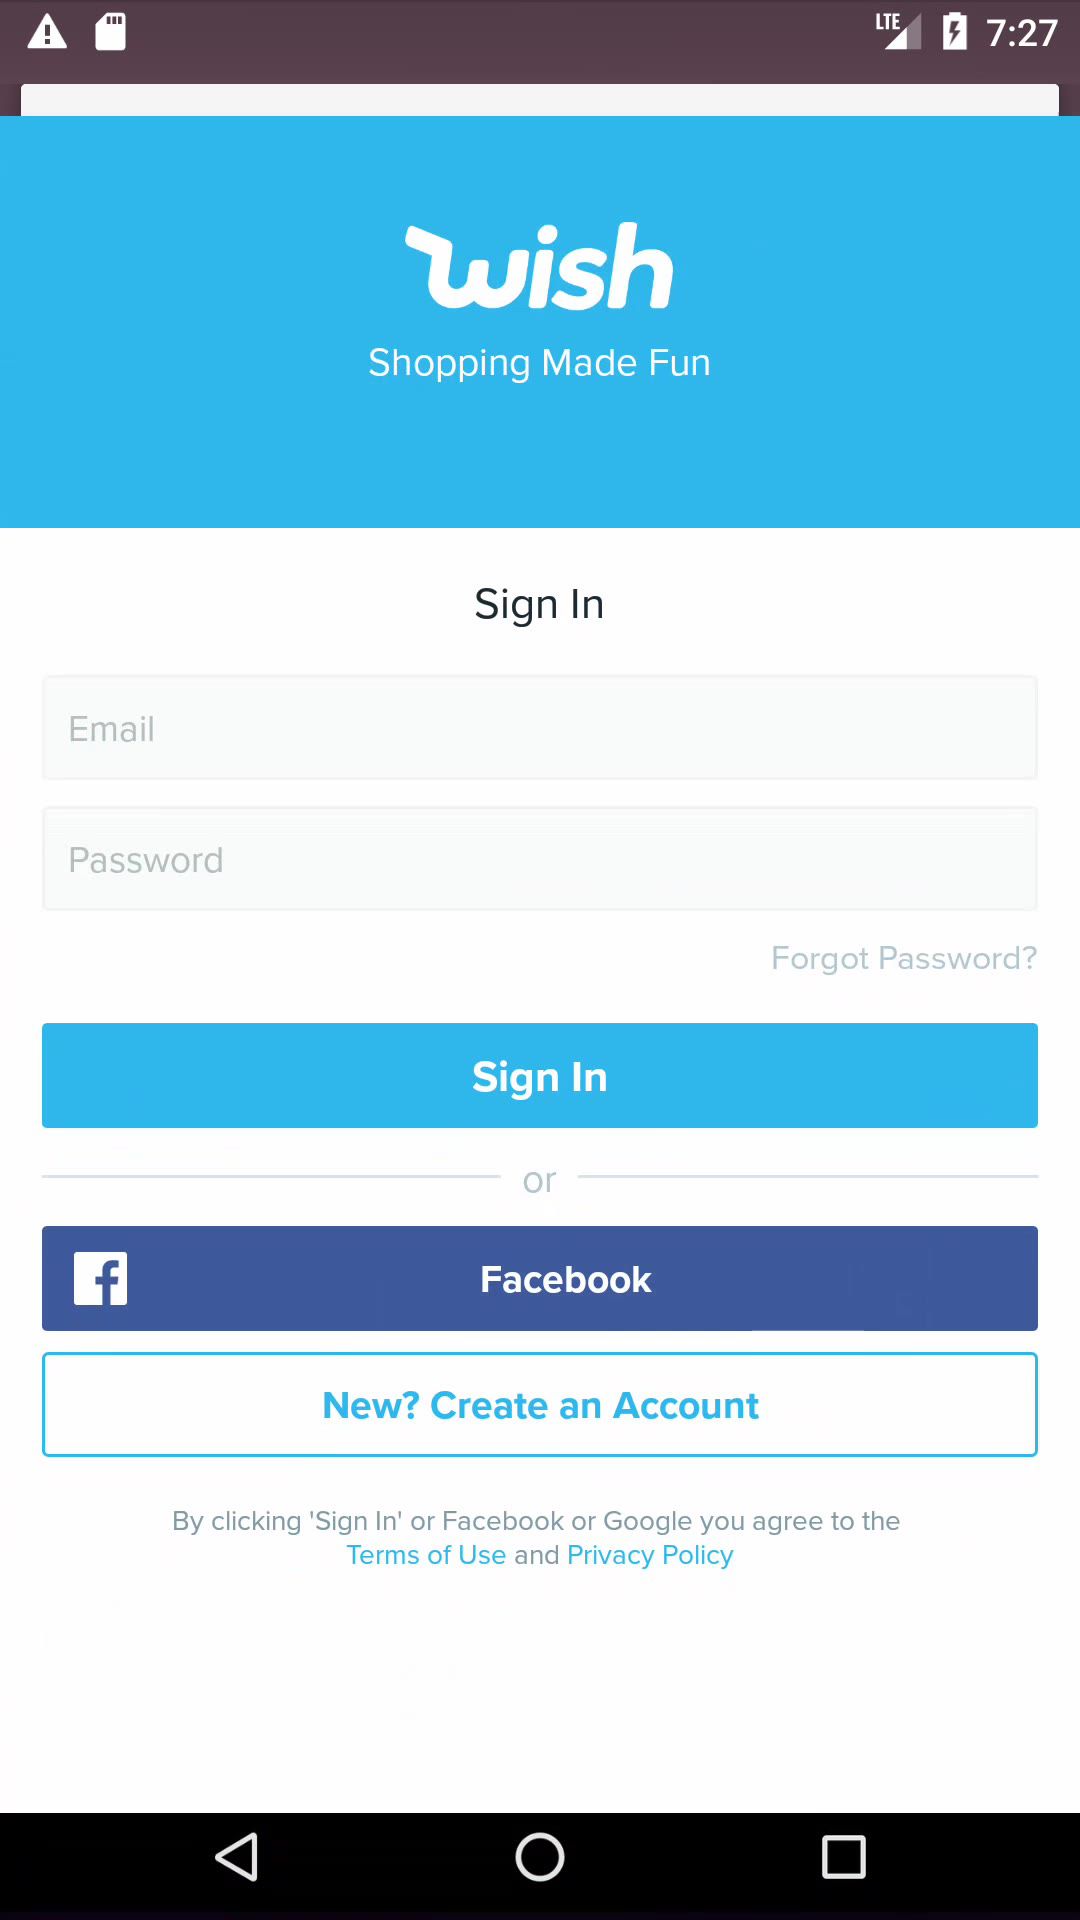 LTE 7:27
wish
Shopping Made Fun
Sign In
Email
Password
Forgot Password?
Sign In
or
Facebook
New? Create an Account
By clicking 'Sign In' or Facebook or Google you agree to the
Terms of Use and Privacy Policy